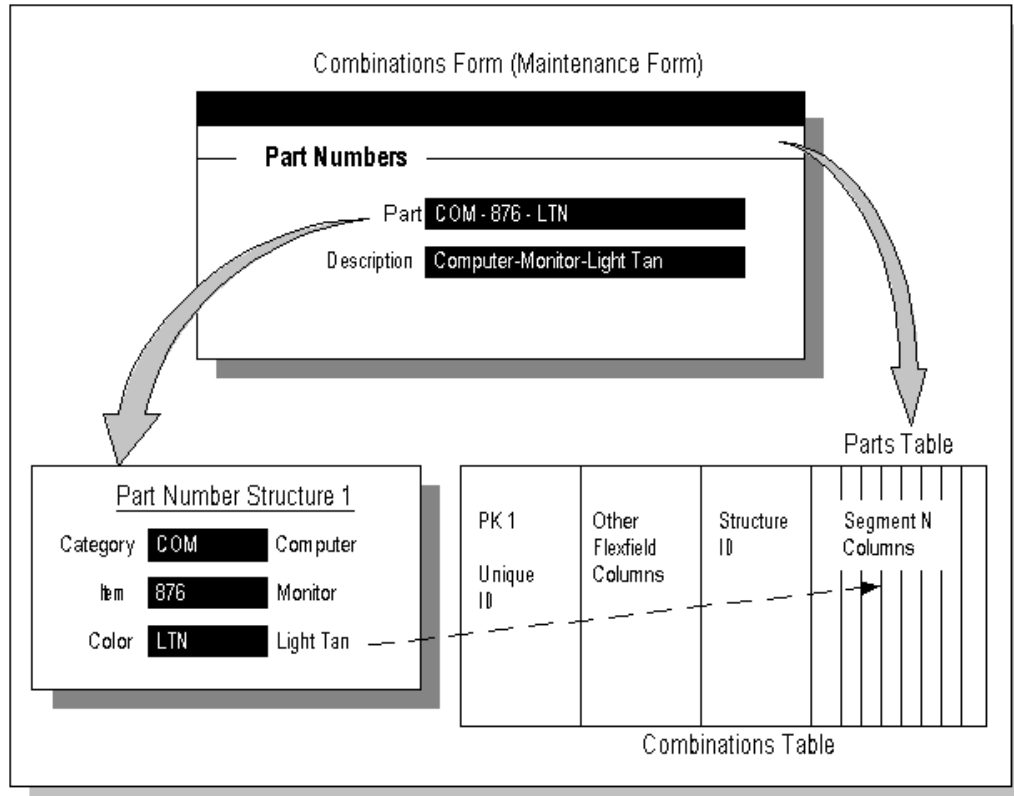 Combinations Form (Maintenance Form)
Part Numbers
Part COM - 876 - LTN
Description Computer-Monitor-Light Tan
Parts Table
Part Number Structure 1
Category COM Computer
Item 876 Monitor
Color LTN Light Tan
PK 1
Unique
ID
Other
Flexfield
Columns
Structure
ID
Segment N
Columns
Combinations Table